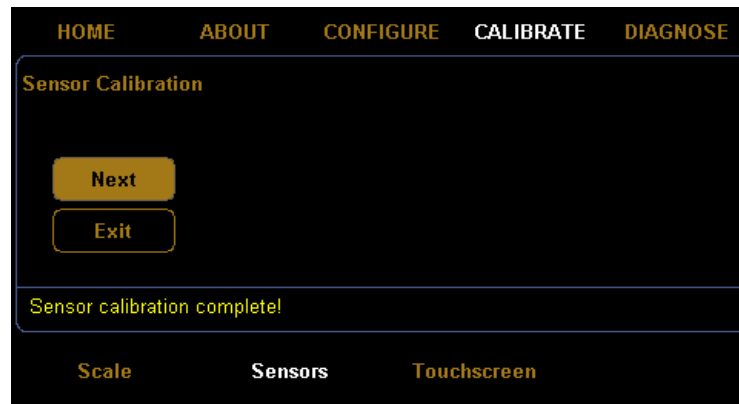 HOME ABOUT CONFIGURE CALIBRATE DIAGNOSE
Sensor Calibration
Next
Exit
Sensor calibration complete!
Scale Sensors Touchscreen